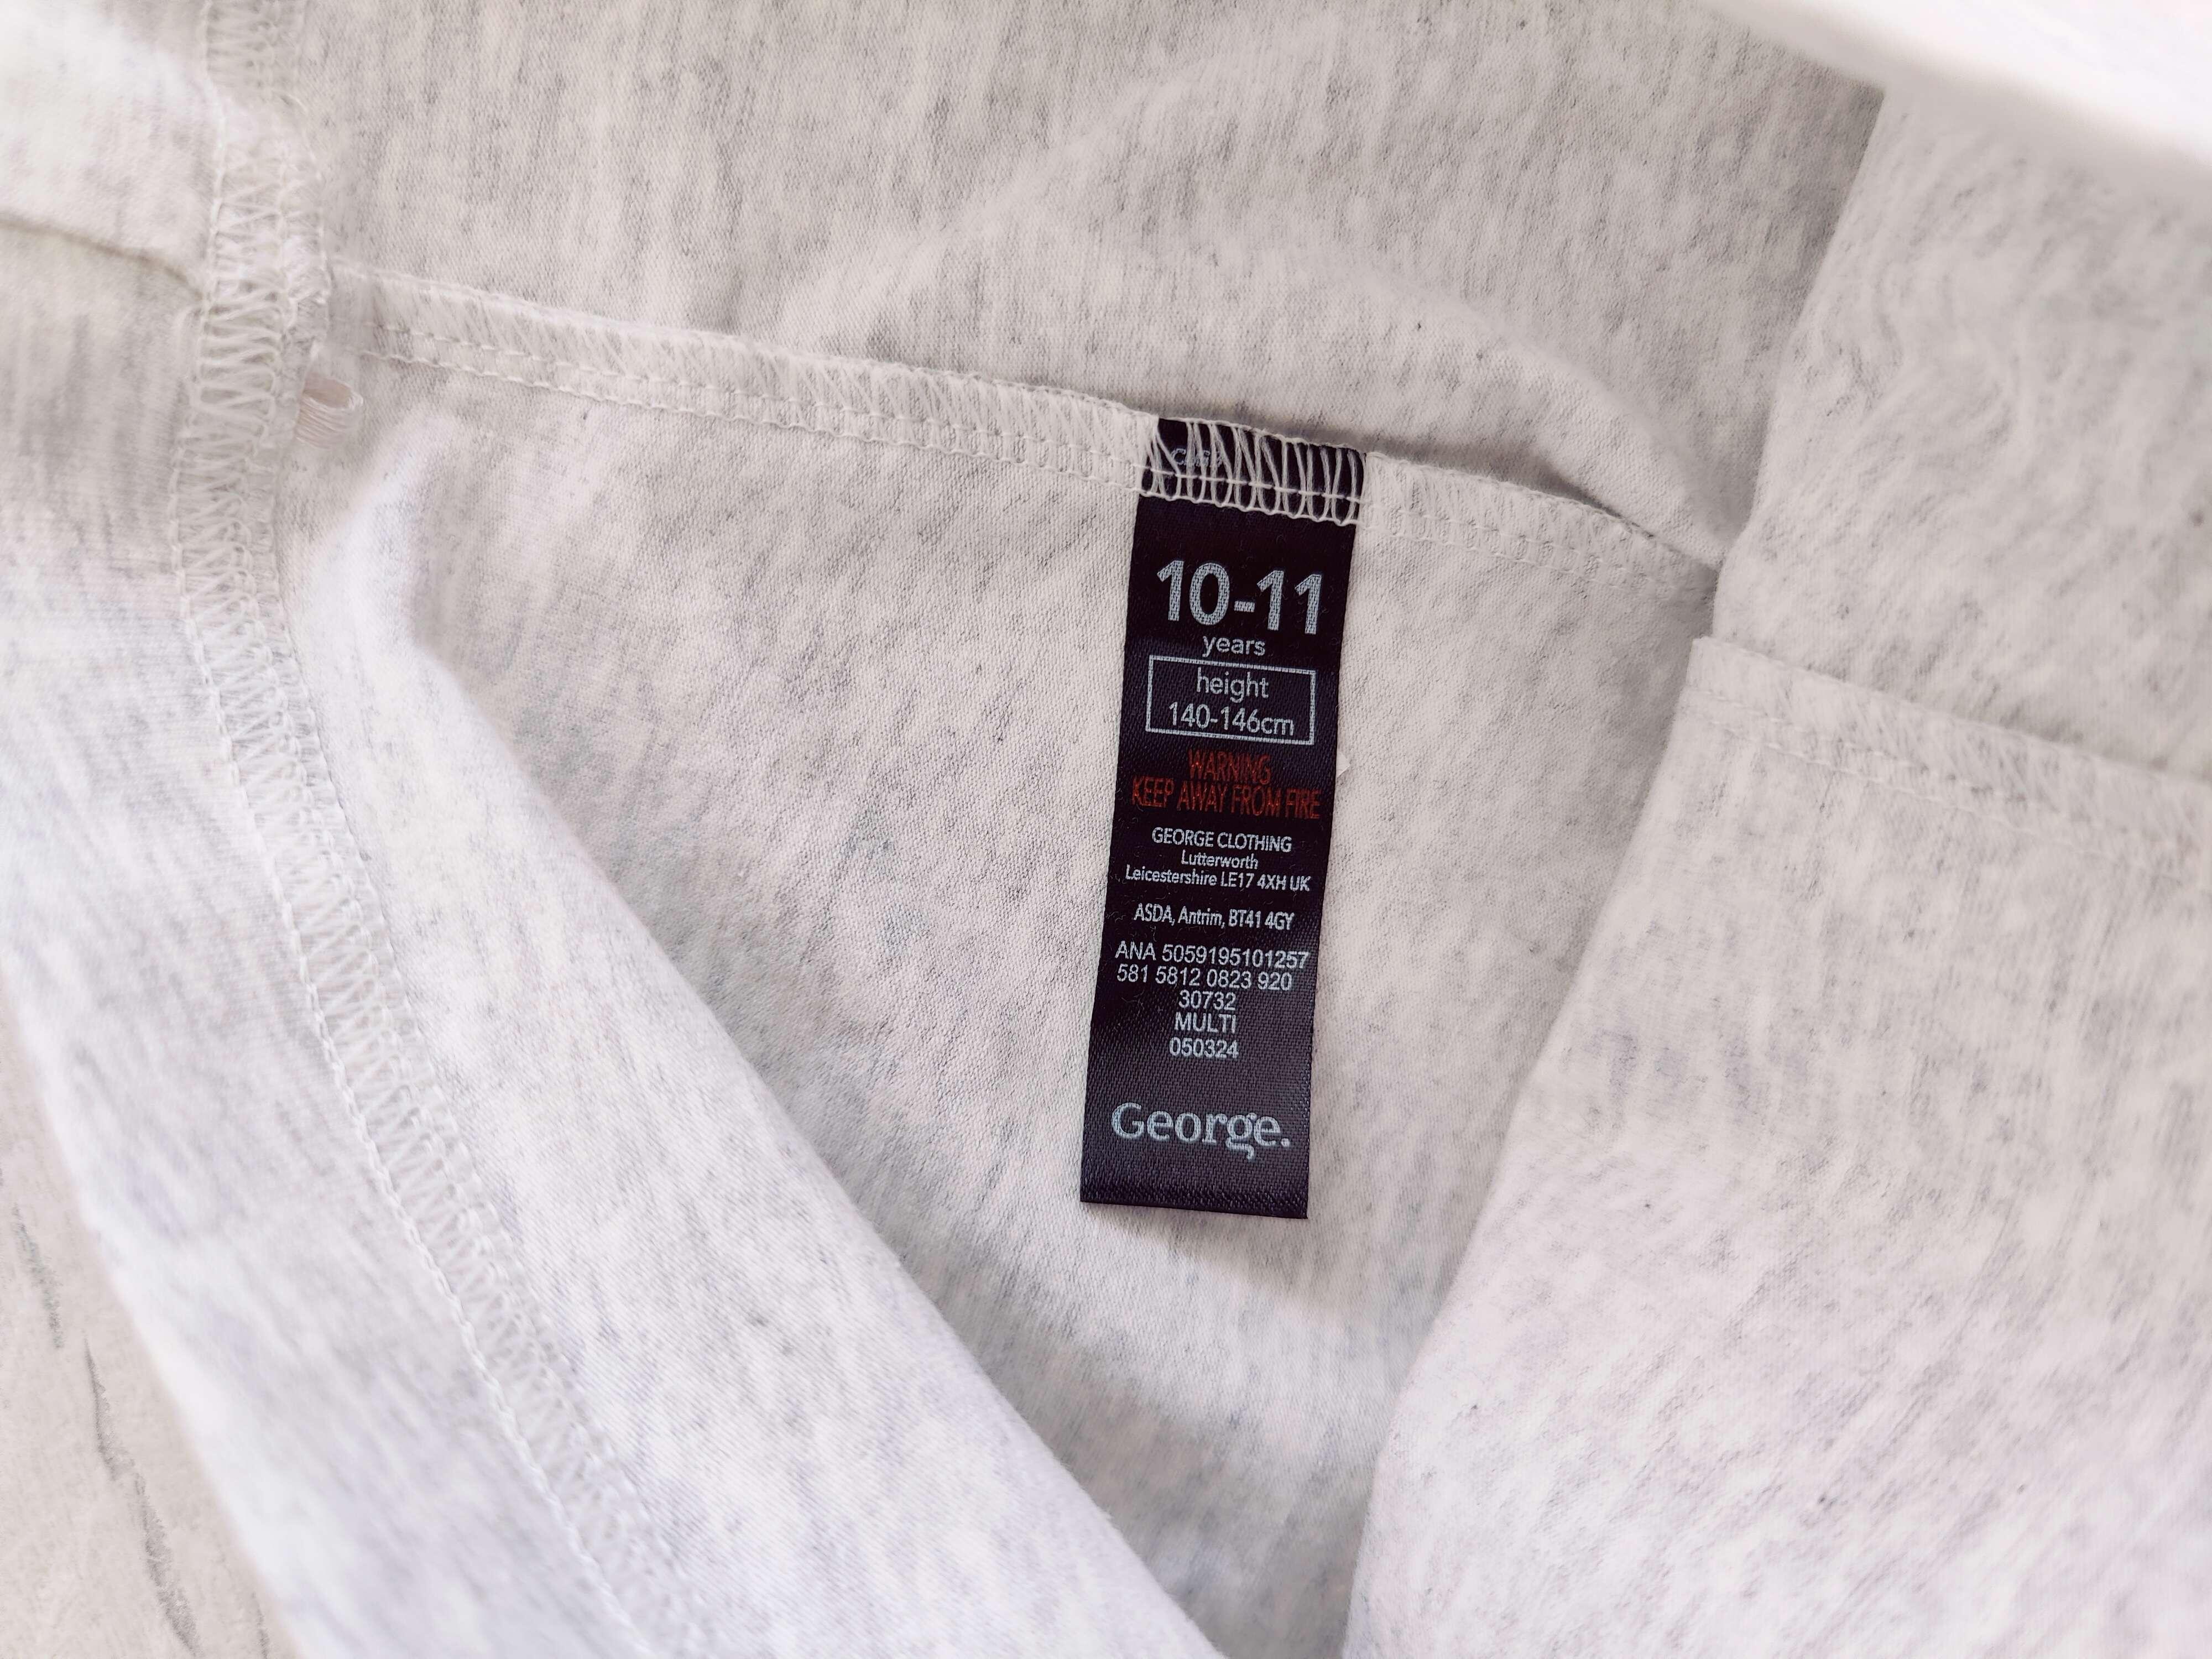 10-11
years
height
140-146cm
WARNING
KEEP AWAY FROM FIRE
GEORGE CLOTHING
Lutterworth
Leicestershire LE17 4XH UK
ASDA, Antrim, BT41 4GY
ANA 5059195101257
581 5812 0823 920
30732
MULTI
050324
George.